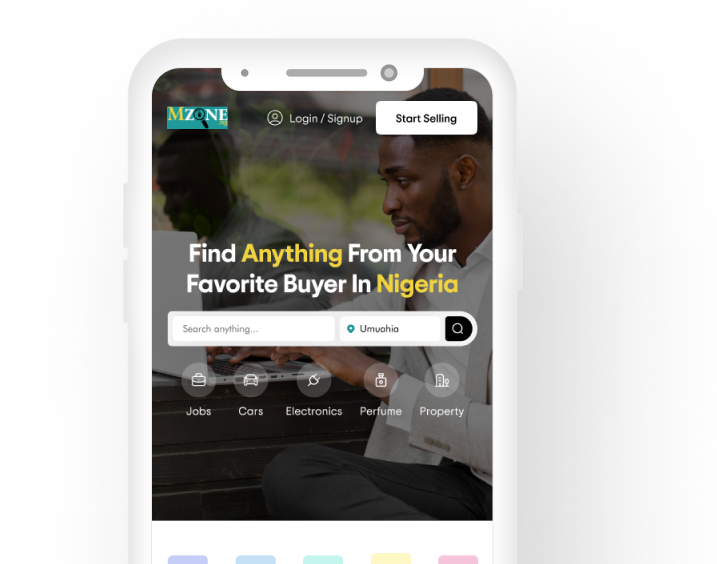 MZONE
Login / Signup
Start Selling
Find Anything From Your
Favorite Buyer In Nigeria
Search anything...
Umuahia
Jobs
Cars
Electronics
Perfume
Property